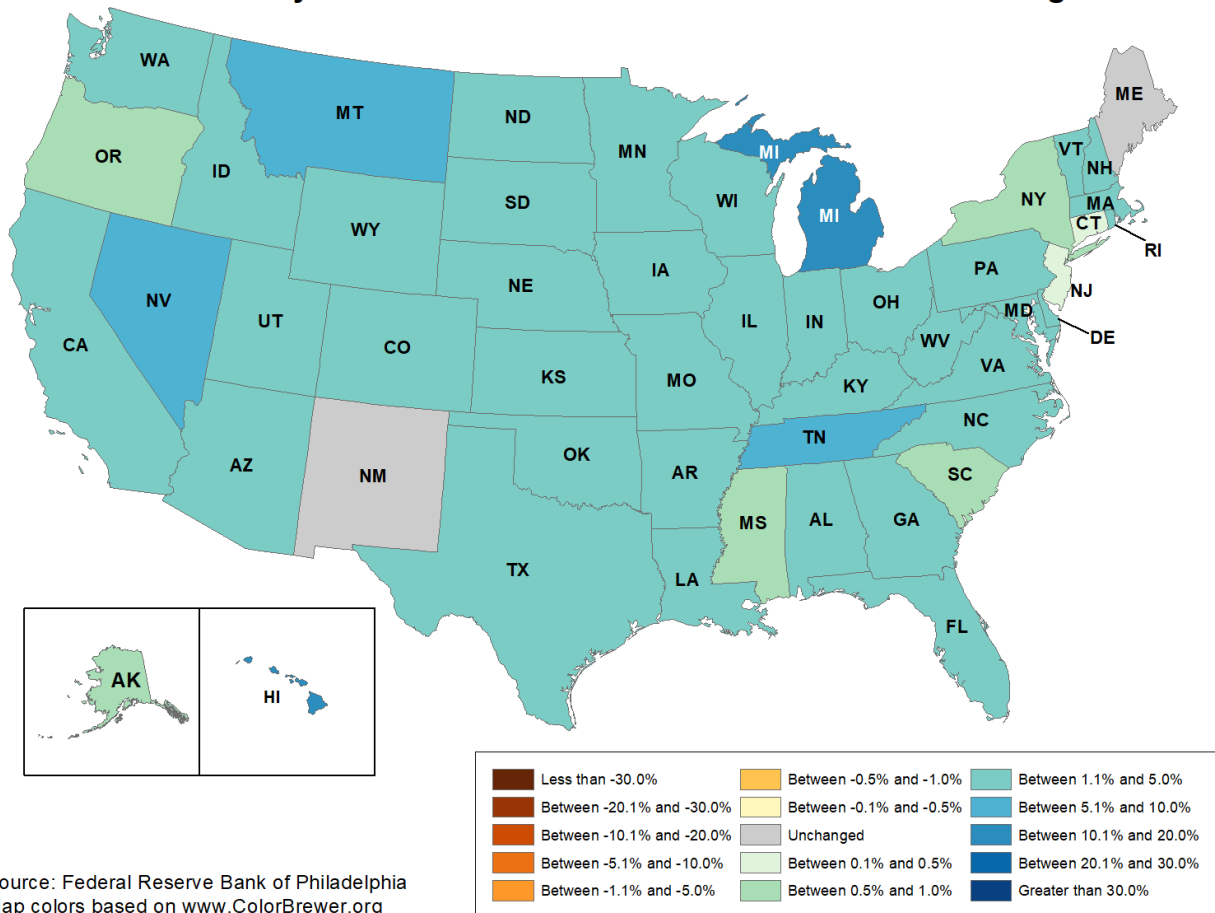 WA
MT
ND
MN
ME
OR
ID
SD
WI
MI
MI
VT
NH
NY
MA
CT
RI
WY
IA
NE
PA
NJ
NV
UT
CO
IL
IN
OH
MD
DE
CA
KS
MO
WV
KY
VA
AZ
NM
OK
AR
TN
NC
SC
MS
AL
GA
TX
LA
FL
AK
HI
Less than -30.0%
Between -20.1% and -30.0%
Between -10.1% and -20.0%
Between -5.1% and -10.0%
Between -1.1% and -5.0%
Between -0.5% and -1.0%
Between -0.1% and -0.5%
Unchanged
Between 0.1% and 0.5%
Between 0.5% and 1.0%
Between 1.1% and 5.0%
Between 5.1% and 10.0%
Between 10.1% and 20.0%
Between 20.1% and 30.0%
Greater than 30.0%
ource: Federal Reserve Bank of Philadelphia
ap colors based on www.ColorBrewer.org